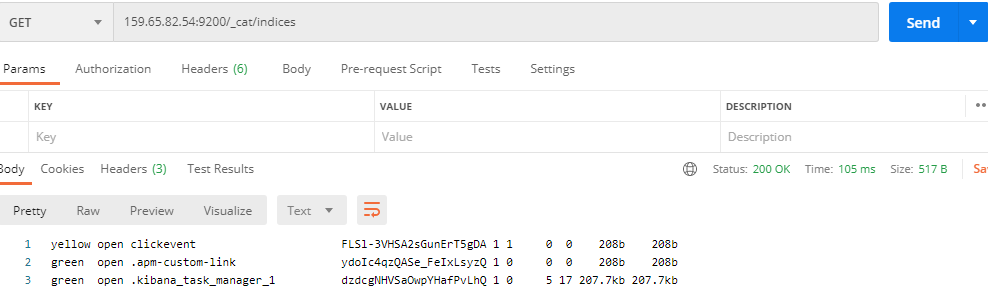 GET 159.65.82.54:9200/_cat/indices Send
Params Authorization Headers (6) Body Pre-request Script Tests Settings
KEY VALUE DESCRIPTION
Key Value Description
Body Cookies Headers (3) Test Results Status: 200 OK Time: 105 ms Size: 517 B
Pretty Raw Preview Visualize Text
1 yellow open clickevent FLSl-3VHSA2sGunErT5gDA 1 1 0 0 208b 208b
2 green open .apm-custom-link ydoIc4qzQASe_FeIxLsyzQ 1 0 0 0 208b 208b
3 green open .kibana_task_manager_1 dzdcgNHVSaOwpYHafPvLhQ 1 0 5 17 207.7kb 207.7kb